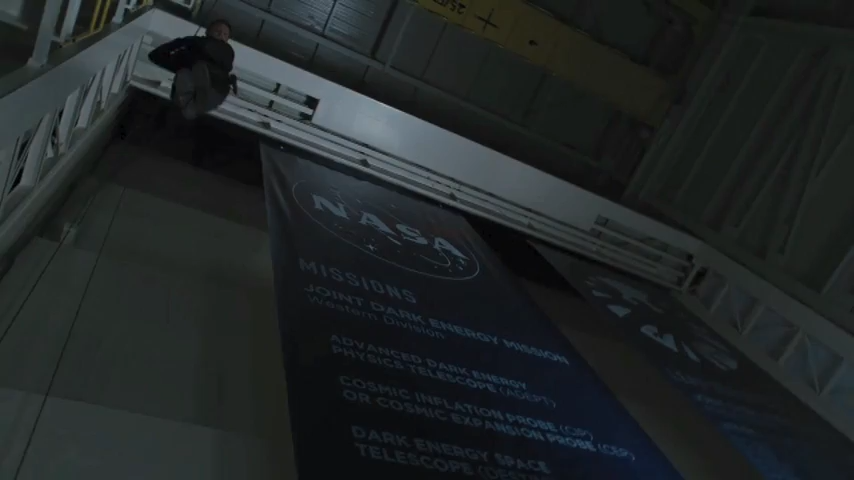 NASA
MISSIONS
JOINT DARK ENERGY MISSION
Western Division
ADVANCED DARK ENERGY
PHYSICS TELESCOPE (ADEPT)
COSMIC INFLATION PROBE (CIP)
OR COSMIC EXPANSION PROBE (CEP)
DARK ENERGY SPACE
TELESCOPE